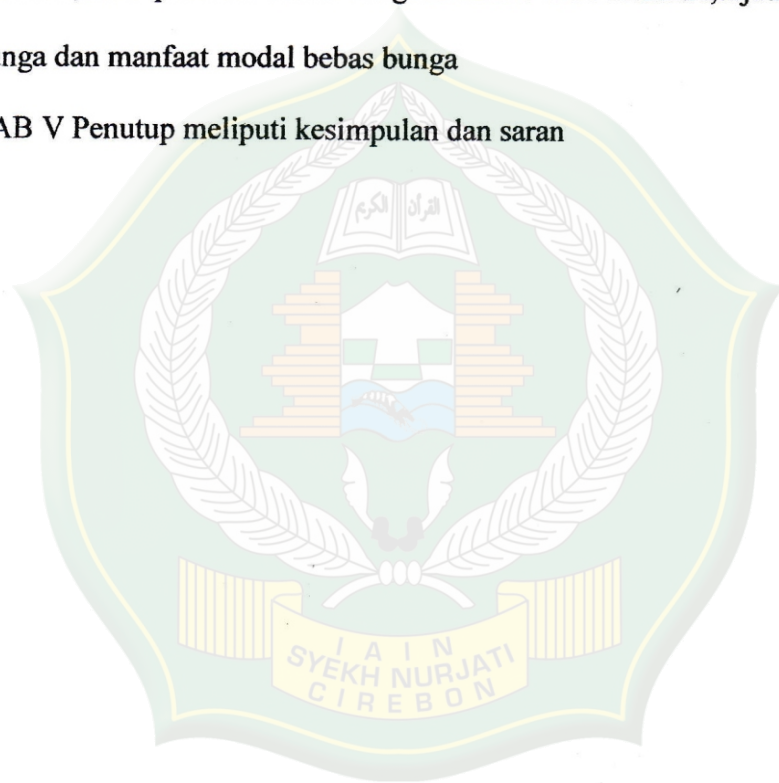 nga dan manfaat modal bebas bunga
AB V Penutup meliputi kesimpulan dan saran
القرآن الكريم
I A I N
SYEKH NURJATI
CIREBON